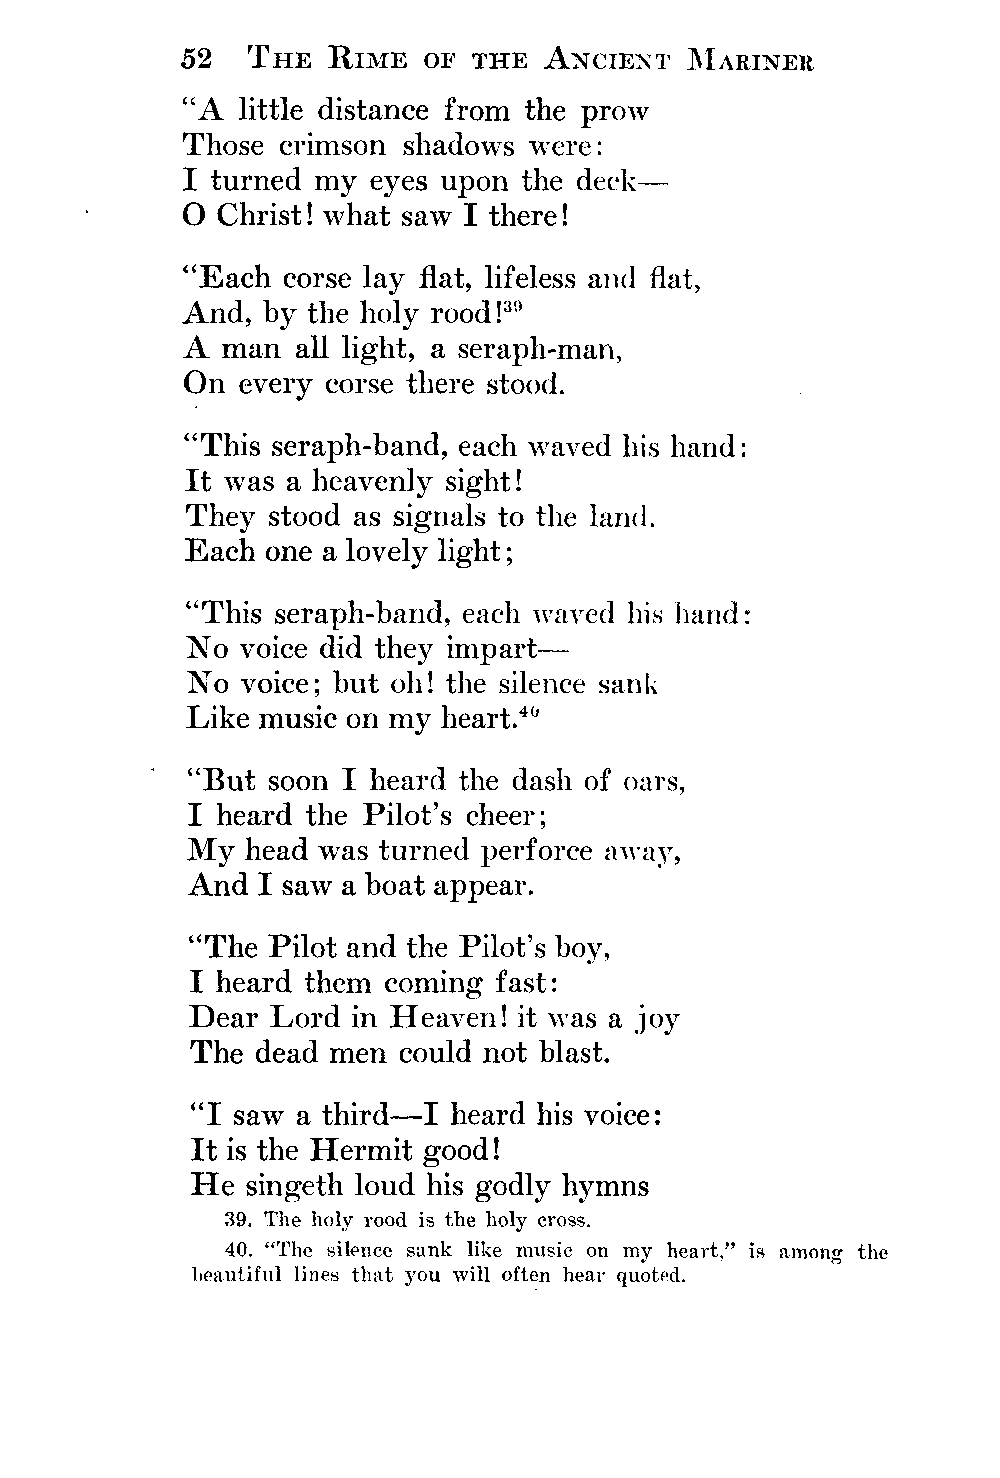 52 The Rime of the Ancient Mariner
“A little distance from the prow
Those crimson shadows were:
I turned my eyes upon the deck—
O Christ! what saw I there!
“Each corse lay flat, lifeless and flat,
And, by the holy rood!³⁹
A man all light, a seraph-man,
On every corse there stood.
“This seraph-band, each waved his hand:
It was a heavenly sight!
They stood as signals to the land.
Each one a lovely light;
“This seraph-band, each waved his hand:
No voice did they impart—
No voice; but oh! the silence sank
Like music on my heart.⁴⁰
“But soon I heard the dash of oars,
I heard the Pilot’s cheer;
My head was turned perforce away,
And I saw a boat appear.
“The Pilot and the Pilot’s boy,
I heard them coming fast:
Dear Lord in Heaven! it was a joy
The dead men could not blast.
“I saw a third—I heard his voice:
It is the Hermit good!
He singeth loud his godly hymns
39. The holy rood is the holy cross.
40. “The silence sank like music on my heart,” is among the
beautiful lines that you will often hear quoted.